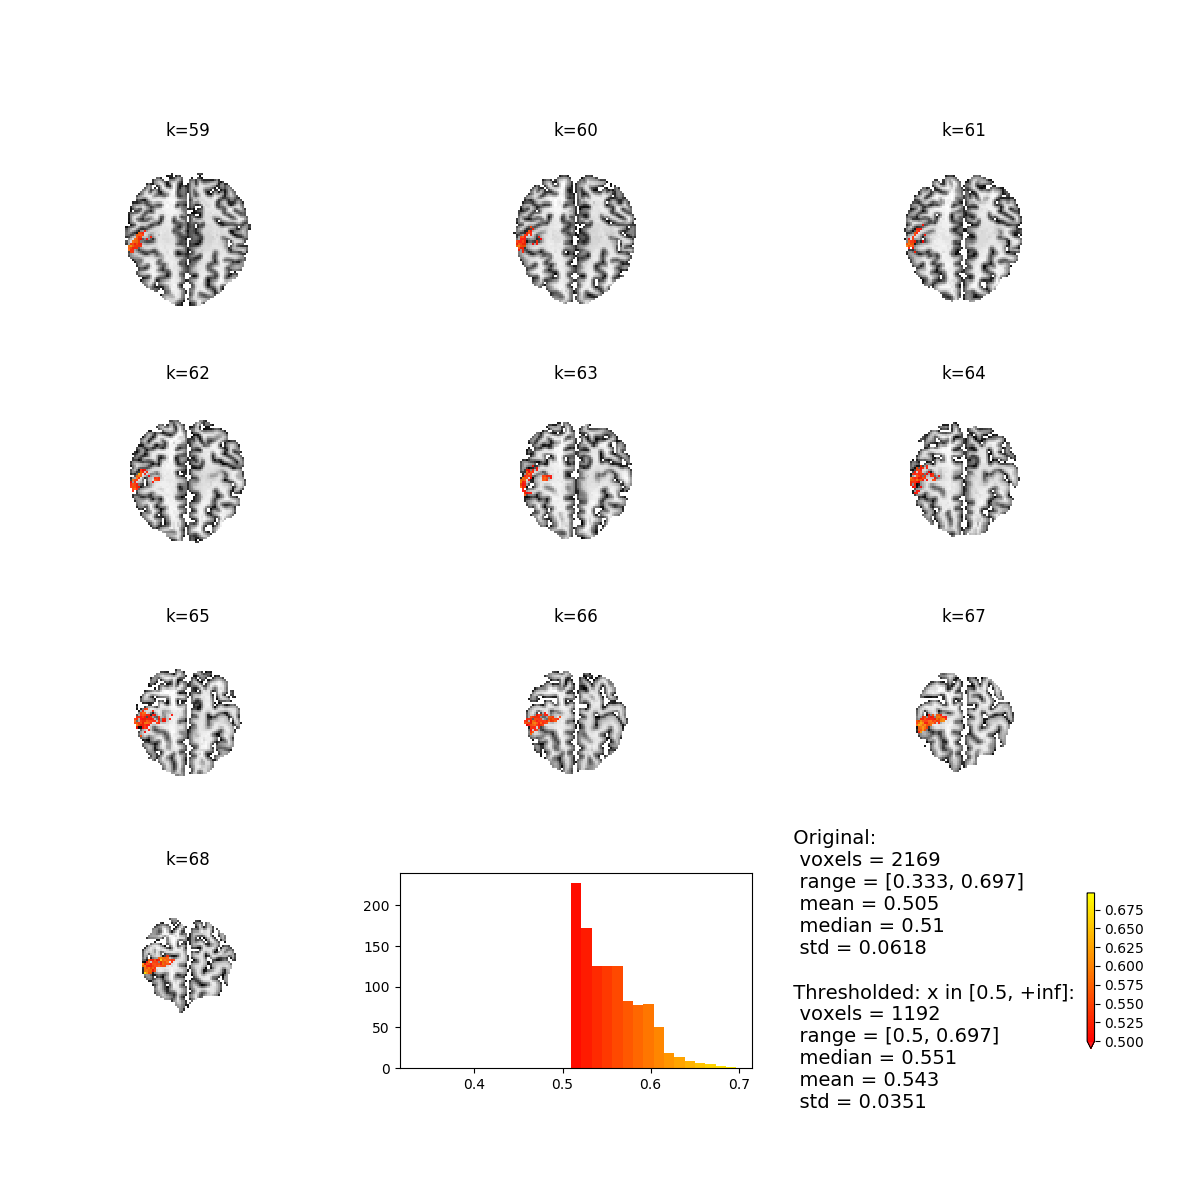 k=59
k=60
k=61
k=62
k=63
k=64
k=65
k=66
k=67
k=68
200
150
100
50
0
0.4
0.5
0.6
0.7
Original:
voxels = 2169
range = [0.333, 0.697]
mean = 0.505
median = 0.51
std = 0.0618
Thresholded: x in [0.5, +inf]:
voxels = 1192
range = [0.5, 0.697]
median = 0.551
mean = 0.543
std = 0.0351
0.675
0.650
0.625
0.600
0.575
0.550
0.525
0.500